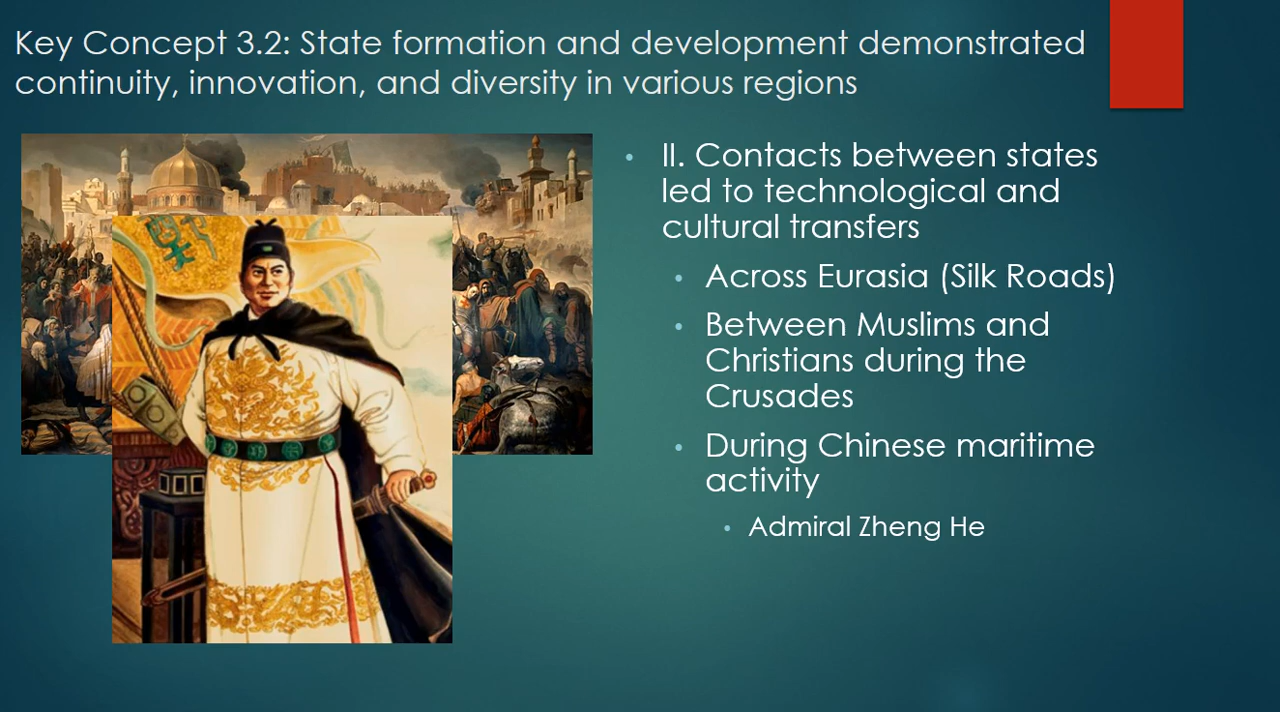 Key Concept 3.2: State formation and development demonstrated
continuity, innovation, and diversity in various regions
• II. Contacts between states
led to technological and
cultural transfers
• Across Eurasia (Silk Roads)
• Between Muslims and
Christians during the
Crusades
• During Chinese maritime
activity
• Admiral Zheng He